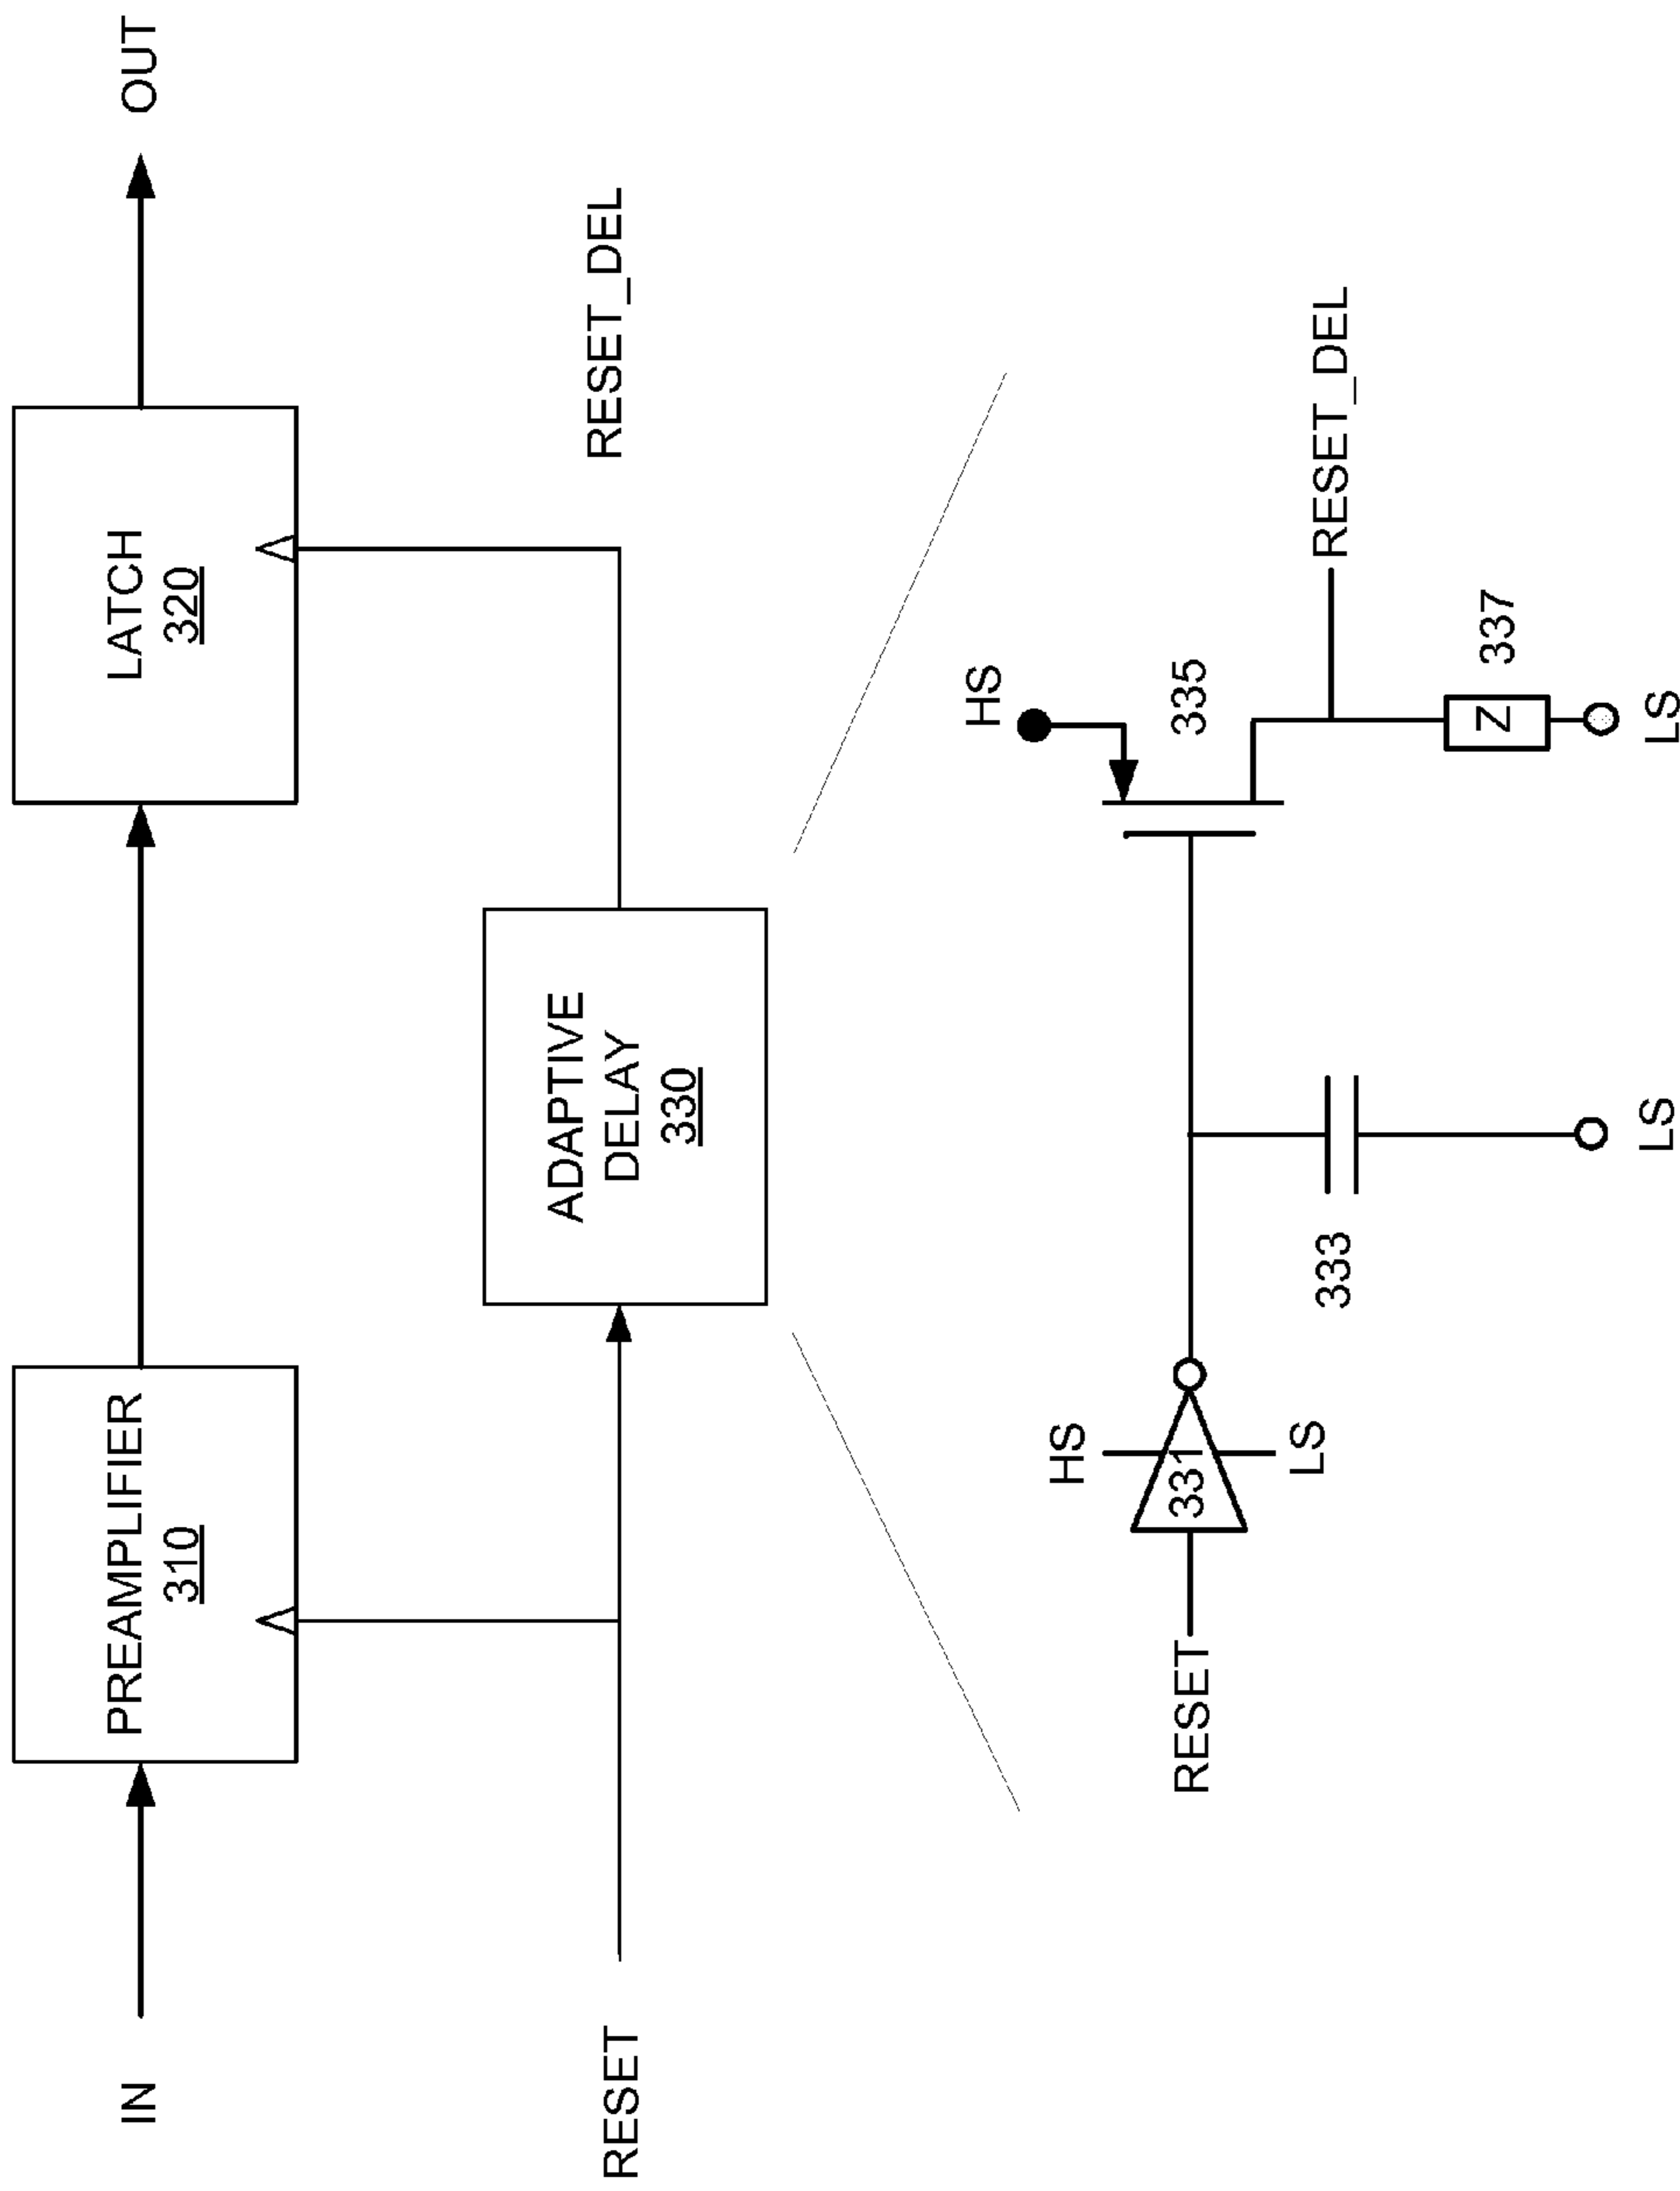 IN
PREAMPLIFIER
310
LATCH
320
OUT
RESET
ADAPTIVE
DELAY
330
RESET_DEL
HS
HS
RESET
331
335
LS
333
RESET_DEL
Z
337
LS
LS